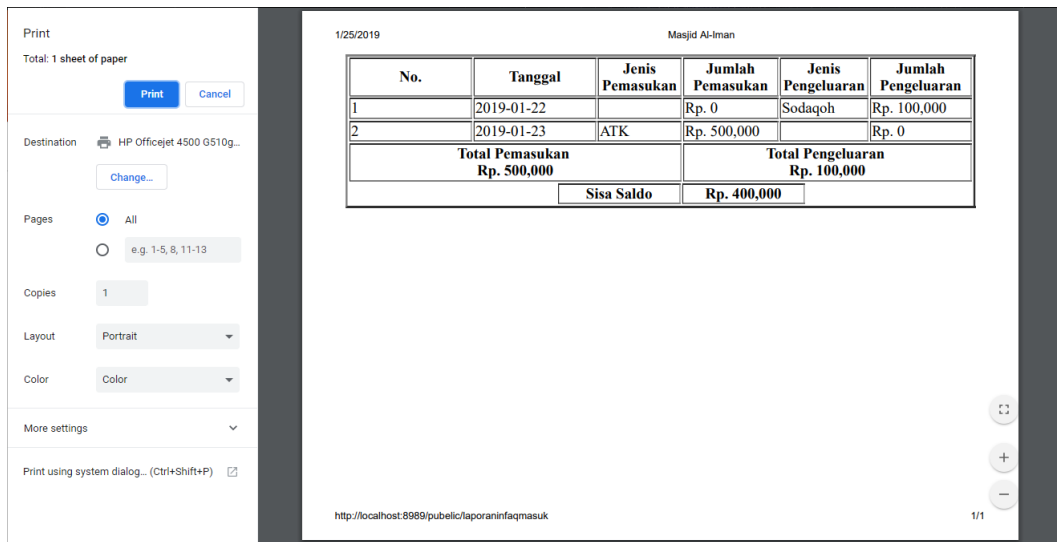 Print
Total: 1 sheet of paper
Print Cancel
Destination HP Officejet 4500 G510g...
Change...
Pages All
e.g. 1-5, 8, 11-13
Copies 1
Layout Portrait
Color Color
More settings
Print using system dialog... (Ctrl+Shift+P)
1/25/2019 Masjid Al-Iman
No. Tanggal Jenis Pemasukan Jumlah Pemasukan Jenis Pengeluaran Jumlah Pengeluaran
1 2019-01-22 Rp. 0 Sodaqoh Rp. 100,000
2 2019-01-23 ATK Rp. 500,000 Rp. 0
Total Pemasukan Total Pengeluaran
Rp. 500,000 Rp. 100,000
Sisa Saldo Rp. 400,000
http://localhost:8989/pubelic/laporaninfaqmasuk 1/1